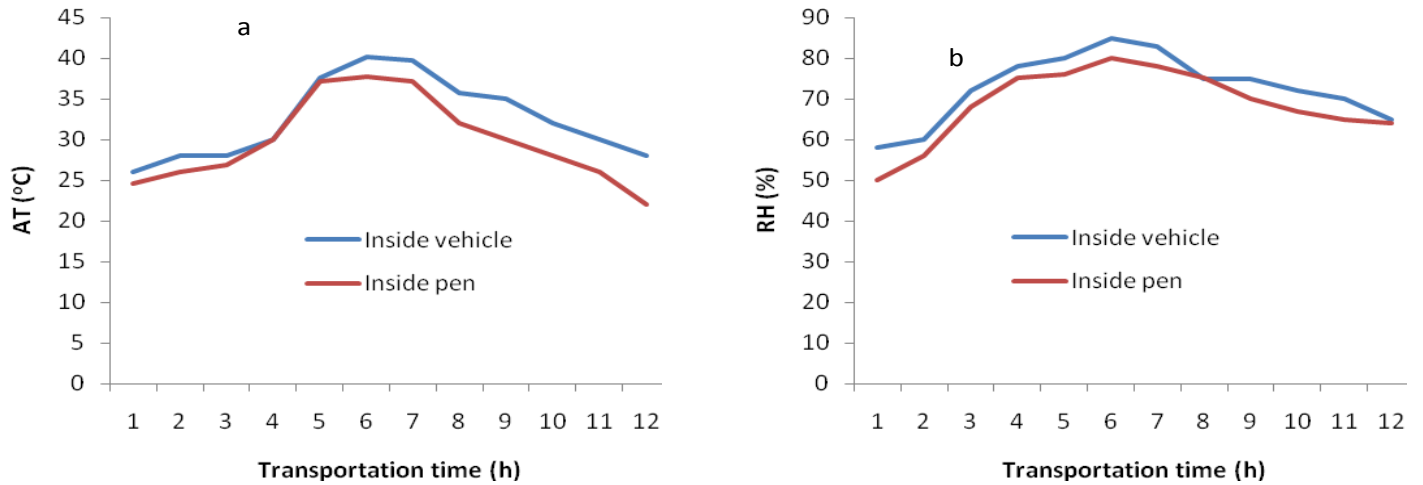 a
AT (°C)
45
40
35
30
25
20
15
10
5
0
Inside vehicle
Inside pen
1 2 3 4 5 6 7 8 9 10 11 12
Transportation time (h)
b
RH (%)
90
80
70
60
50
40
30
20
10
0
Inside vehicle
Inside pen
1 2 3 4 5 6 7 8 9 10 11 12
Transportation time (h)